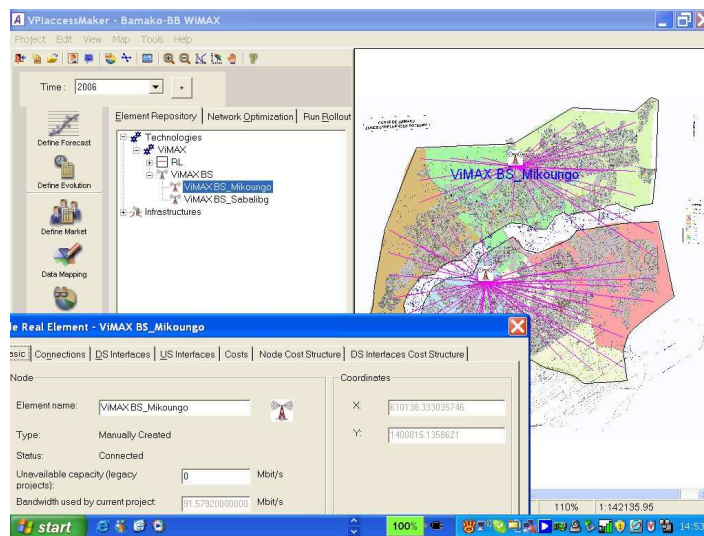 VPIaccessMaker - Bamako-BB WiMAX
Project Edit View Map Tools Help
Time: 2006
+
Define Forecast
Define Evolution
Define Market
Data Mapping
Element Repository Network Optimization Run Rollout
Technologies
ViMAX
RL
ViMAX BS
ViMAX BS_Mikoungo
ViMAX BS_Sabalibg
Infrastructures
ViMAX BS_Mikoungo
le Real Element - ViMAX BS_Mikoungo
asic Connections DS Interfaces US Interfaces Costs Node Cost Structure DS Interfaces Cost Structure
Node
Element name: ViMAX BS_Mikoungo
Type: Manually Created
Status: Connected
Unavailable capacity (legacy projects): 0 Mbit/s
Bandwidth used by current project: 91.57920000000 Mbit/s
Coordinates
X: 610138.333035746
Y: 1400815.1358621
110% 1:142135.95
start 100% 14:53